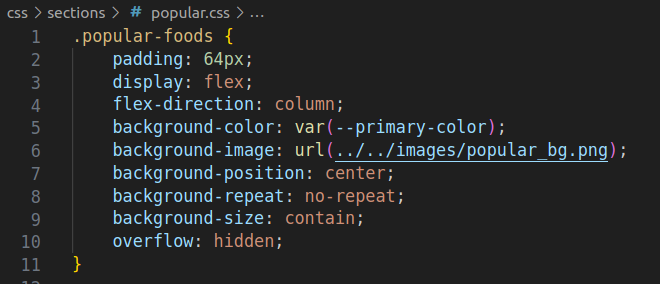 css > sections > # popular.css > ...
1 .popular-foods {
2 padding: 64px;
3 display: flex;
4 flex-direction: column;
5 background-color: var(--primary-color);
6 background-image: url(../../images/popular_bg.png);
7 background-position: center;
8 background-repeat: no-repeat;
9 background-size: contain;
10 overflow: hidden;
11 }